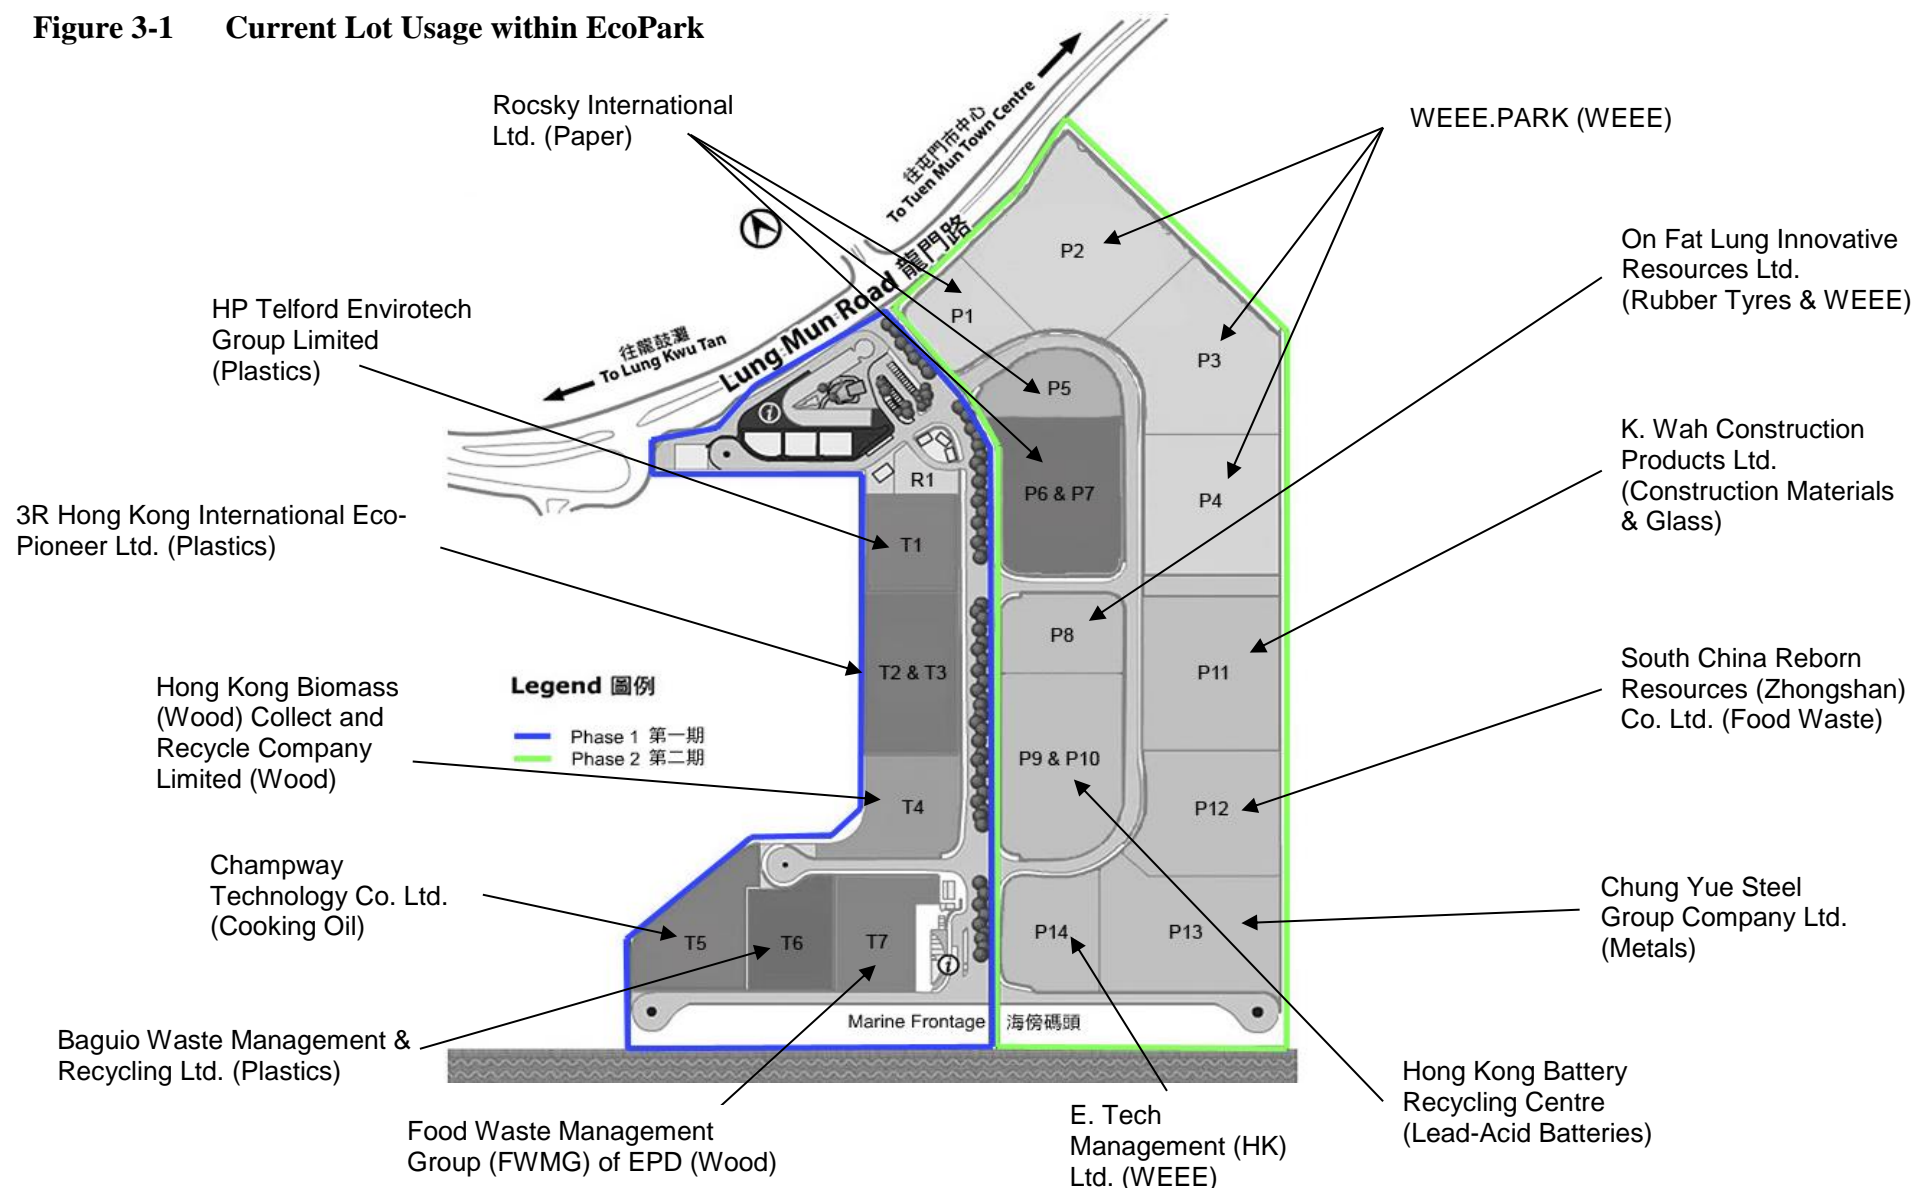 Figure 3-1 Current Lot Usage within EcoPark
Rocsky International
Ltd. (Paper)
往屯門市中心
To Tuen Mun Town Centre
WEEE.PARK (WEEE)
On Fat Lung Innovative
Resources Ltd.
(Rubber Tyres & WEEE)
HP Telford Envirotech
Group Limited
(Plastics)
往龍鼓灘
To Lung Kwu Tan
Lung Mun Road 龍門路
K. Wah Construction
Products Ltd.
(Construction Materials
& Glass)
3R Hong Kong International Eco-
Pioneer Ltd. (Plastics)
P2
P1
P3
P5
i
R1
P6 & P7
P4
T1
P8
T2 & T3
P11
Legend 圖例
Phase 1 第一期
Phase 2 第二期
South China Reborn
Resources (Zhongshan)
Co. Ltd. (Food Waste)
Hong Kong Biomass
(Wood) Collect and
Recycle Company
Limited (Wood)
P9 & P10
T4
P12
Champway
Technology Co. Ltd.
(Cooking Oil)
Chung Yue Steel
Group Company Ltd.
(Metals)
T5
T6
T7
i
P14
P13
Marine Frontage 海傍碼頭
Baguio Waste Management &
Recycling Ltd. (Plastics)
Food Waste Management
Group (FWMG) of EPD (Wood)
E. Tech
Management (HK)
Ltd. (WEEE)
Hong Kong Battery
Recycling Centre
(Lead-Acid Batteries)